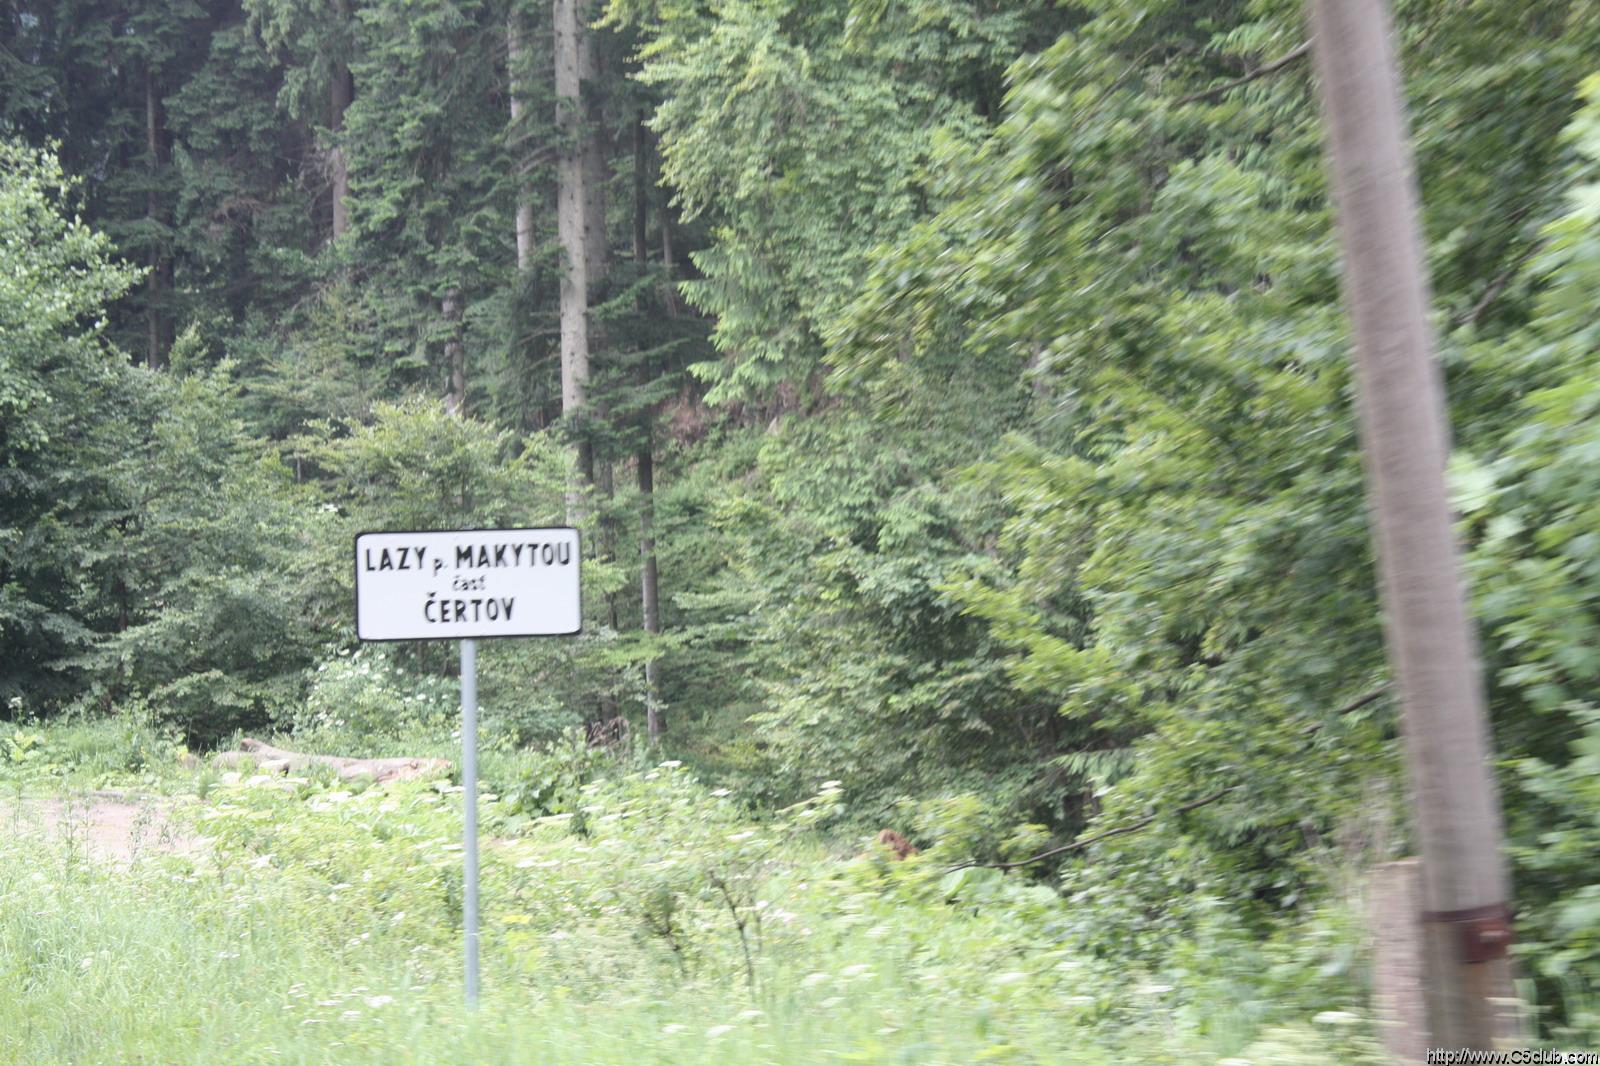 LAZY p. MAKYTOU
časť
ČERTOV
http://www.C5club.com